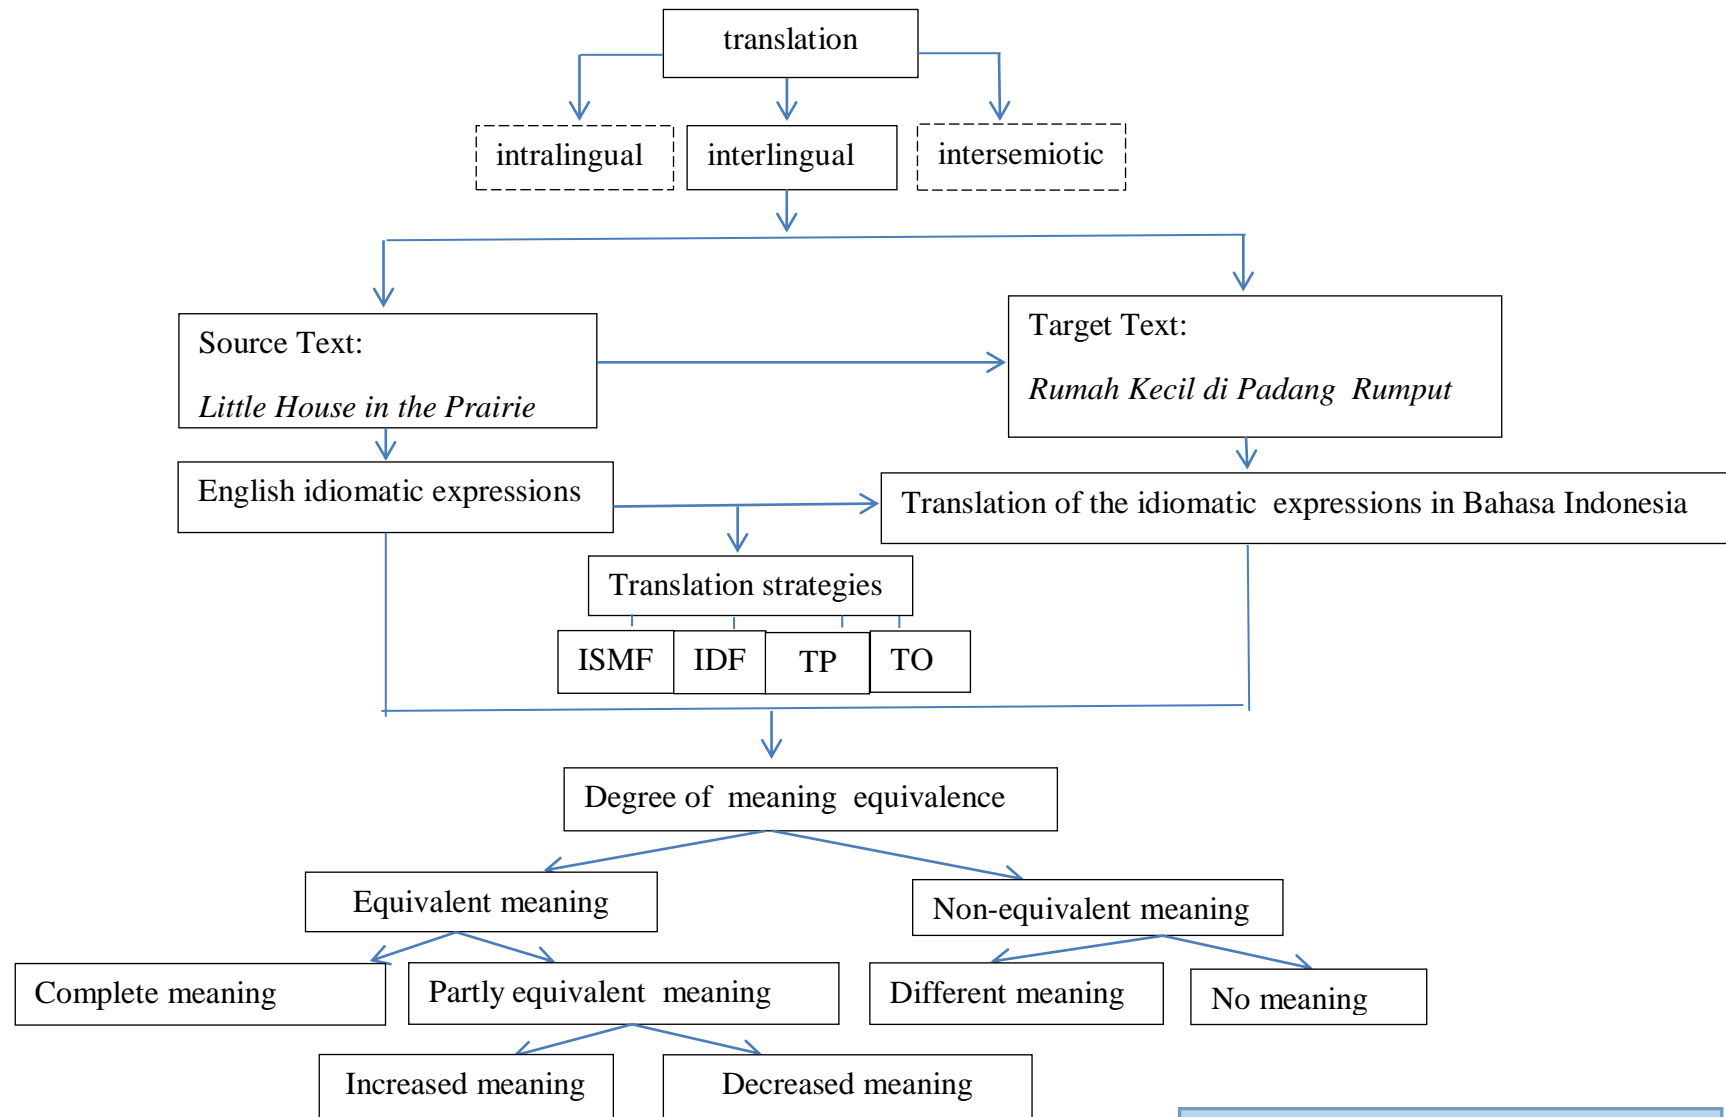 translation
intralingual
interlingual
intersemiotic
Source Text:
Little House in the Prairie
Target Text:
Rumah Kecil di Padang Rumput
English idiomatic expressions
Translation of the idiomatic expressions in Bahasa Indonesia
Translation strategies
ISMF
IDF
TP
TO
Degree of meaning equivalence
Equivalent meaning
Non-equivalent meaning
Complete meaning
Partly equivalent meaning
Different meaning
No meaning
Increased meaning
Decreased meaning